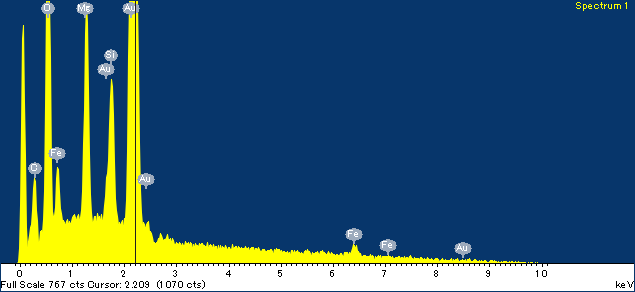 Spectrum 1
O Mg Au
Si
Au
Fe
O
Au
Fe
Fe Au
0 1 2 3 4 5 6 7 8 9 10
Full Scale 767 cts Cursor: 2.209 (1070 cts) keV